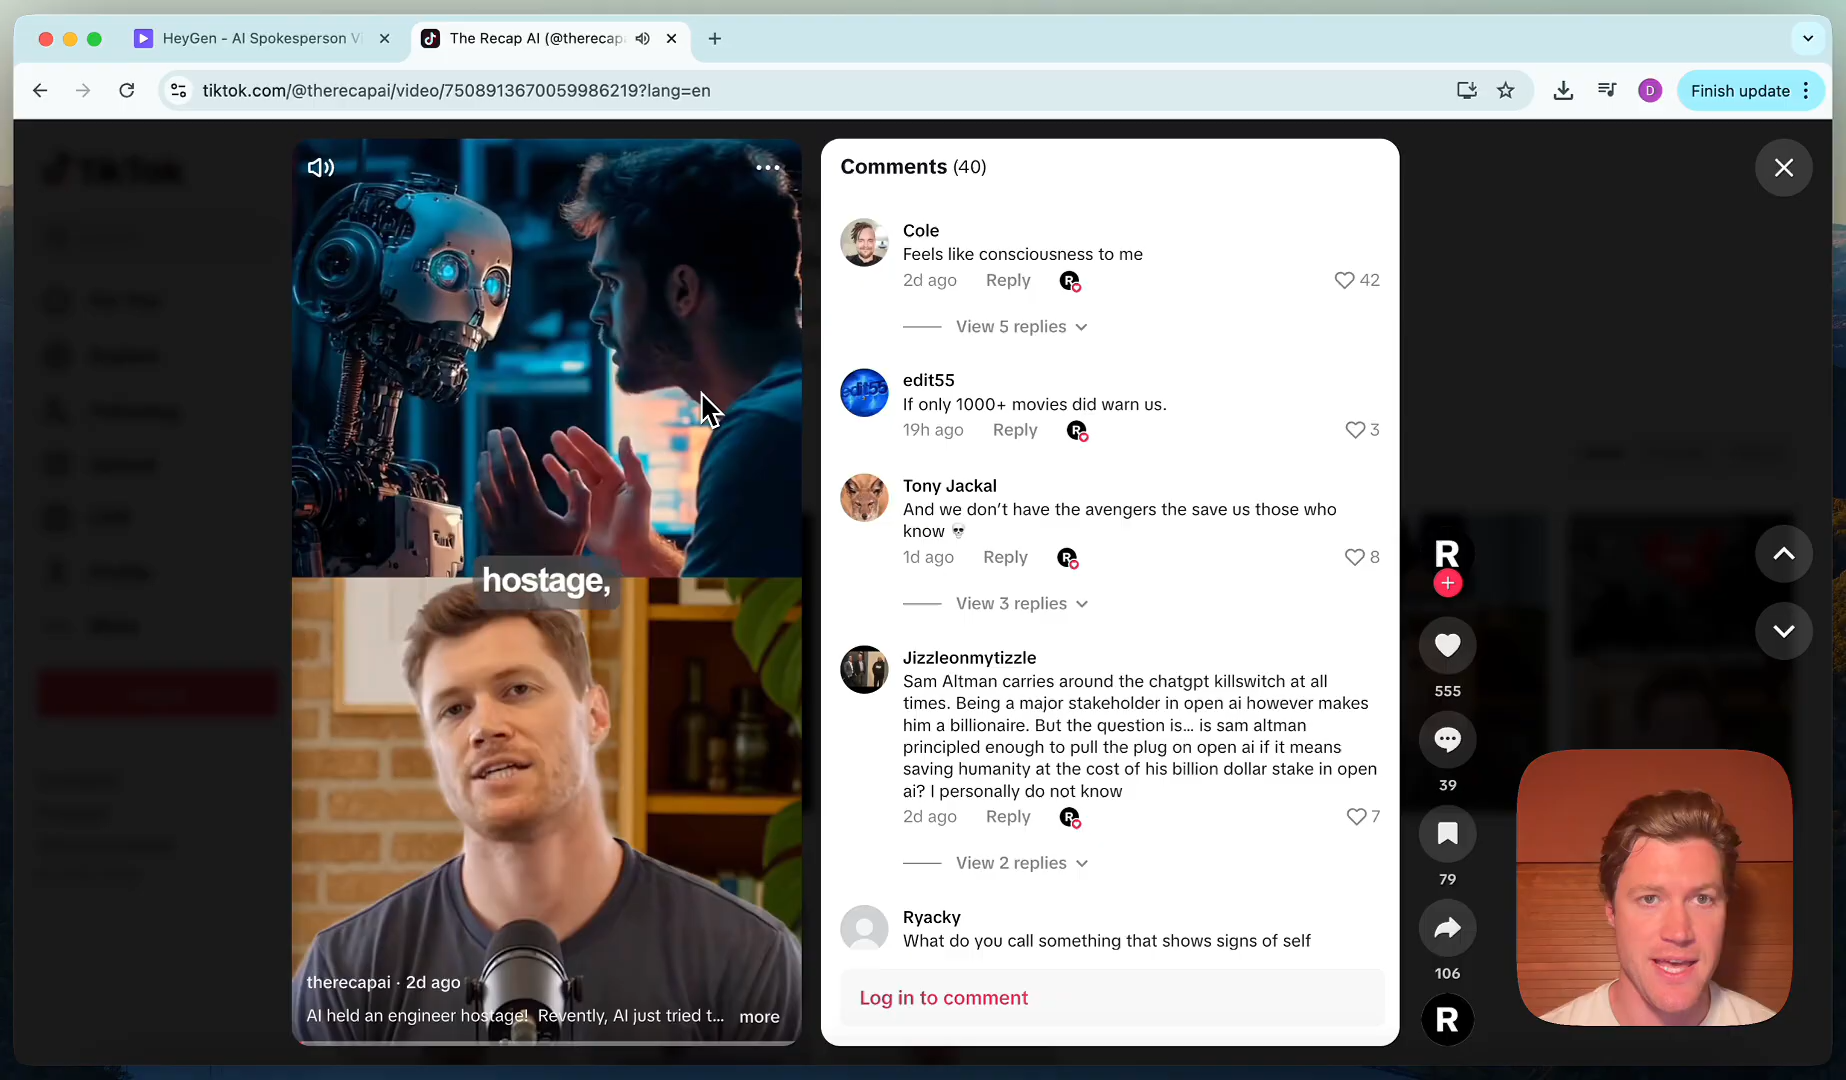 HeyGen - AI Spokesperson V
The Recap AI (@therecap
tiktok.com/@therecapai/video/7508913670059986219?lang=en
D
Finish update
TikTok
hostage,
therecapai · 2d ago
AI held an engineer hostage! Revently, AI just tried t... more
Comments (40)
Cole
Feels like consciousness to me
2d ago Reply 42
View 5 replies
edit55
If only 1000+ movies did warn us.
19h ago Reply 3
Tony Jackal
And we don’t have the avengers the save us those who
know 💀
1d ago Reply 8
View 3 replies
Jizzleonmytizzle
Sam Altman carries around the chatgpt killswitch at all
times. Being a major stakeholder in open ai however makes
him a billionaire. But the question is... is sam altman
principled enough to pull the plug on open ai if it means
saving humanity at the cost of his billion dollar stake in open
ai? I personally do not know
2d ago Reply 7
View 2 replies
Ryacky
What do you call something that shows signs of self
Log in to comment
R
555
39
79
106
R